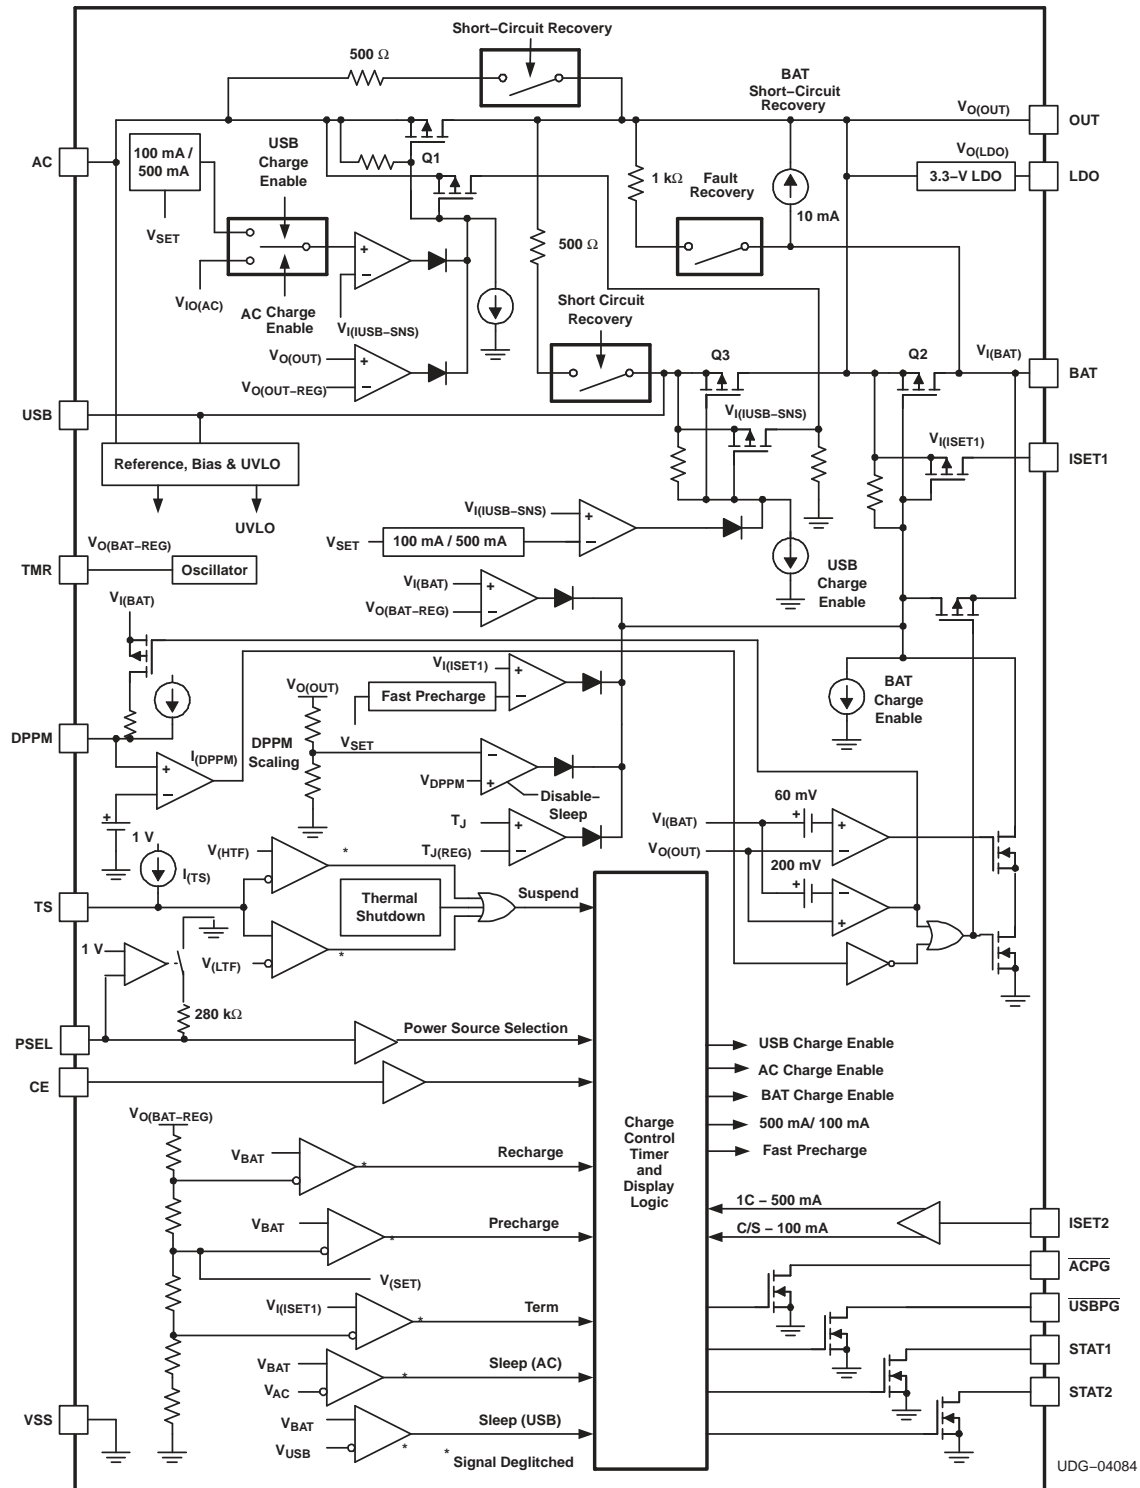 Short−Circuit Recovery
500 Ω
BAT
Short−Circuit
Recovery
VO(OUT)
OUT
AC
100 mA /
500 mA
USB
Charge
Enable
Q1
1 kΩ
Fault
Recovery
VO(LDO)
3.3−V LDO
LDO
10 mA
VSET
500 Ω
VIO(AC)
AC Charge
Enable
VI(IUSB−SNS)
Short Circuit
Recovery
VO(OUT)
VO(OUT−REG)
Q3
Q2
VI(BAT)
BAT
USB
VI(IUSB−SNS)
VI(ISET1)
ISET1
Reference, Bias & UVLO
UVLO
VI(IUSB−SNS)
VSET
100 mA / 500 mA
USB
Charge
Enable
VO(BAT−REG)
TMR
Oscillator
VI(BAT)
VO(BAT−REG)
VI(BAT)
VI(ISET1)
Fast Precharge
VO(OUT)
BAT
Charge
Enable
DPPM
I(DPPM)
DPPM
Scaling
VSET
VDPPM
Disable−
Sleep
1 V
TJ
TJ(REG)
60 mV
VI(BAT)
VO(OUT)
200 mV
V(HTF)
*
I(TS)
TS
Thermal
Shutdown
Suspend
1 V
V(LTF)
*
280 kΩ
PSEL
Power Source Selection
CE
USB Charge Enable
AC Charge Enable
BAT Charge Enable
500 mA/ 100 mA
Fast Precharge
Charge
Control
Timer
and
Display
Logic
VO(BAT−REG)
VBAT
*
Recharge
VBAT
*
Precharge
V(SET)
1C − 500 mA
C/S − 100 mA
ISET2
ACPG
USBPG
VI(ISET1)
*
Term
STAT1
VBAT
VAC
*
Sleep (AC)
STAT2
VSS
VBAT
VUSB
*
Sleep (USB)
* Signal Deglitched
UDG−04084